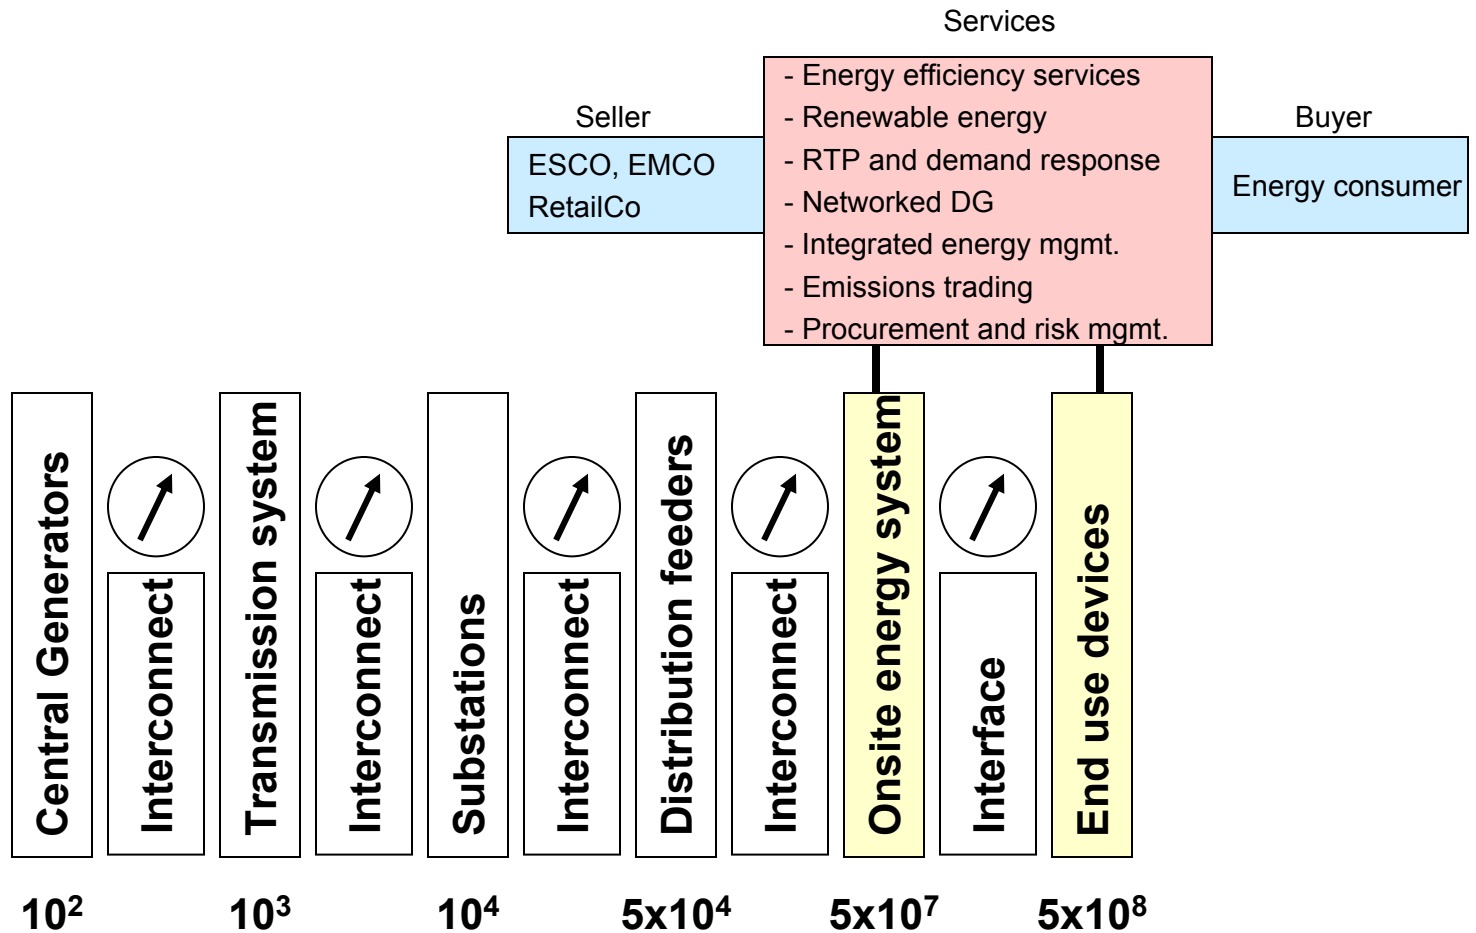 Services
Seller
Buyer
- Energy efficiency services
- Renewable energy
- RTP and demand response
- Networked DG
- Integrated energy mgmt.
- Emissions trading
- Procurement and risk mgmt.
ESCO, EMCO
RetailCo
Energy consumer
Central Generators
Interconnect
Transmission system
Interconnect
Substations
Interconnect
Distribution feeders
Interconnect
Onsite energy system
Interface
End use devices
10²
10³
10⁴
5x10⁴
5x10⁷
5x10⁸